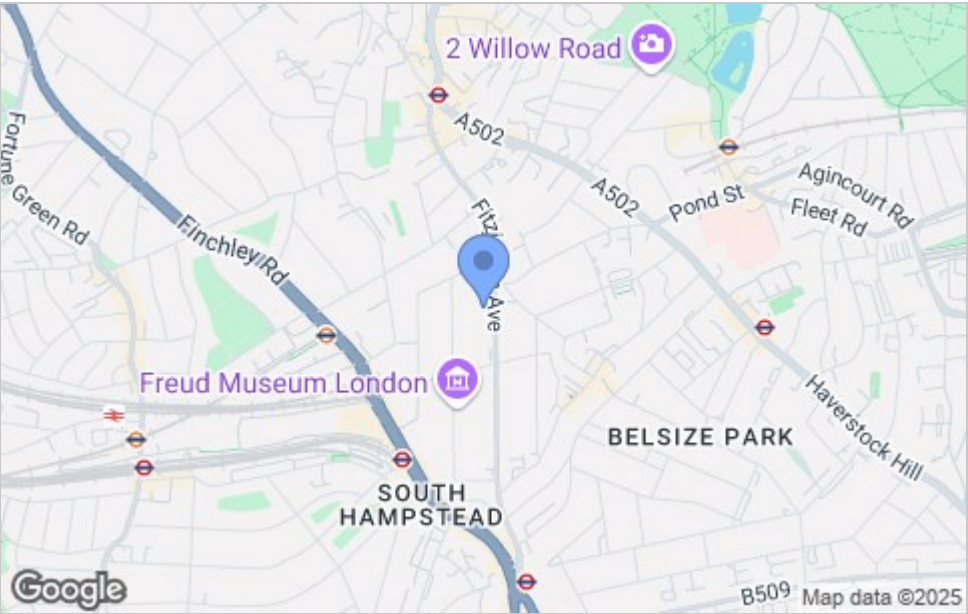 2 Willow Road
A502
A502
Pond St
Agincourt Rd
Fleet Rd
Fortune Green Rd
Finchley Rd
Ave
Freud Museum London
BELSIZE PARK
Haverstock Hill
SOUTH
HAMPSTEAD
Google
B509
Map data ©2025